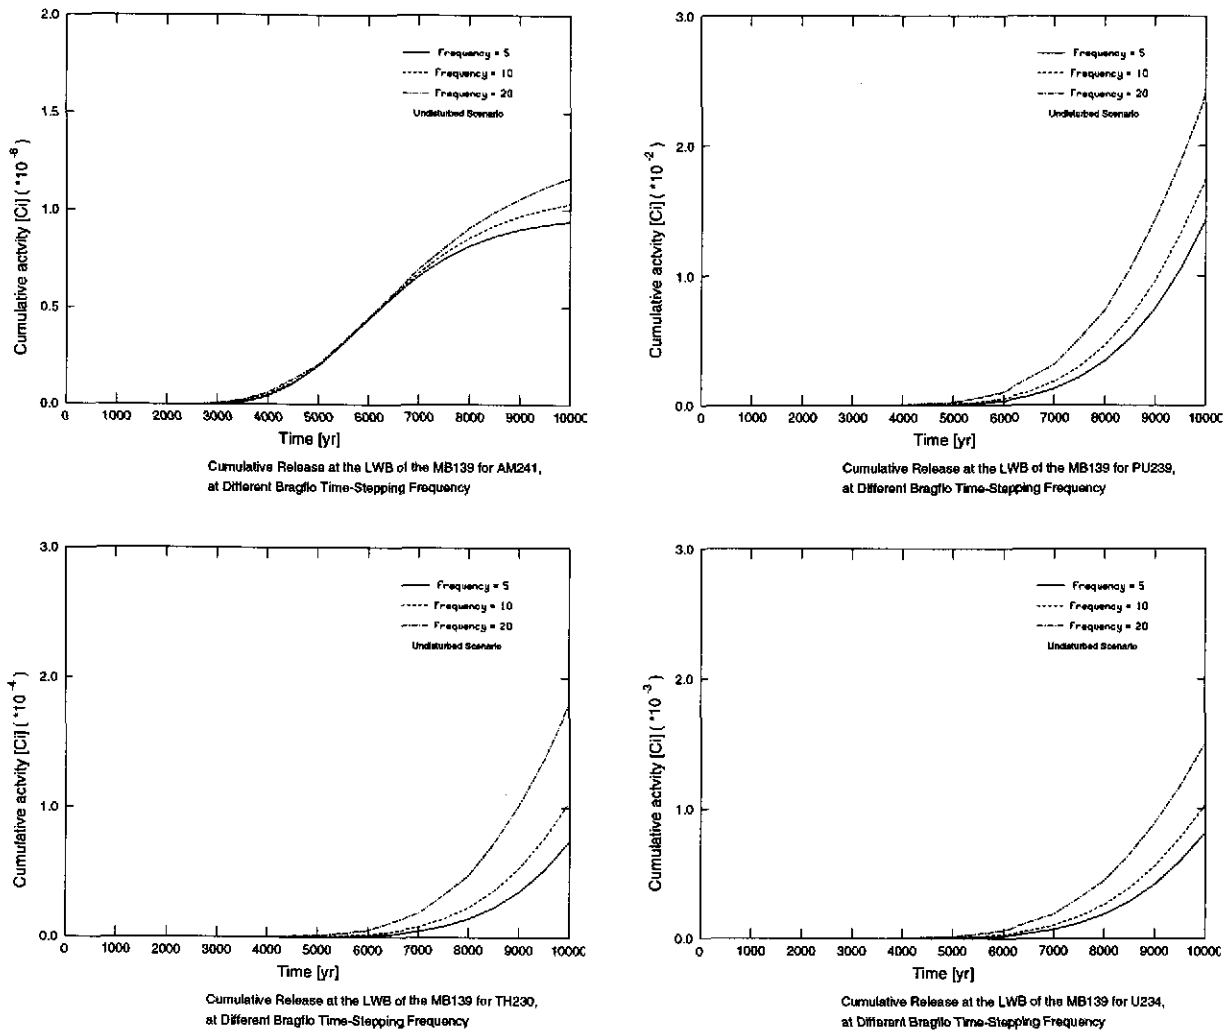 2.0
1.5
1.0
0.5
0.0
Cumulative actvity [Ci] ( *10⁻⁶ )
Frequency = 5
Frequency = 10
Frequency = 20
Undisturbed Scenario
0 1000 2000 3000 4000 5000 6000 7000 8000 9000 1000C
Time [yr]
Cumulative Release at the LWB of the MB139 for AM241,
at Different Bragflo Time-Stepping Frequency
3.0
2.0
1.0
0.0
Cumulative actvity [Ci] ( *10⁻² )
Frequency = 5
Frequency = 10
Frequency = 20
Undisturbed Scenario
0 1000 2000 3000 4000 5000 6000 7000 8000 9000 1000C
Time [yr]
Cumulative Release at the LWB of the MB139 for PU239,
at Different Bragflo Time-Stepping Frequency
3.0
2.0
1.0
0.0
Cumulative actvity [Ci] ( *10⁻⁴ )
Frequency = 5
Frequency = 10
Frequency = 20
Undisturbed Scenario
0 1000 2000 3000 4000 5000 6000 7000 8000 9000 1000C
Time [yr]
Cumulative Release at the LWB of the MB139 for TH230,
at Different Bragflo Time-Stepping Frequency
3.0
2.0
1.0
0.0
Cumulative actvity [Ci] ( *10⁻³ )
Frequency = 5
Frequency = 10
Frequency = 20
Undisturbed Scenario
0 1000 2000 3000 4000 5000 6000 7000 8000 9000 1000C
Time [yr]
Cumulative Release at the LWB of the MB139 for U234,
at Different Bragflo Time-Stepping Frequency